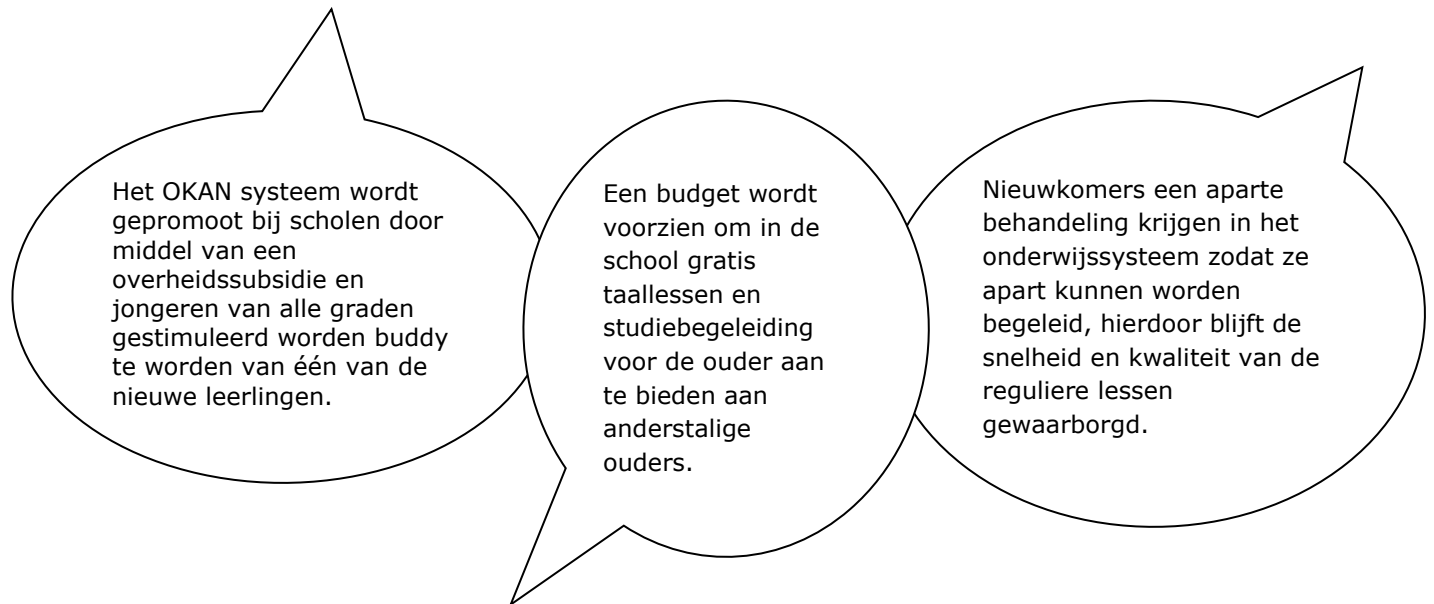 Het OKAN systeem wordt
gepromoot bij scholen door
middel van een
overheidssubsidie en
jongeren van alle graden
gestimuleerd worden buddy
te worden van één van de
nieuwe leerlingen.
Een budget wordt
voorzien om in de
school gratis
taallessen en
studiebegeleiding
voor de ouder aan
te bieden aan
anderstalige
ouders.
Nieuwkomers een aparte
behandeling krijgen in het
onderwijssysteem zodat ze
apart kunnen worden
begeleid, hierdoor blijft de
snelheid en kwaliteit van de
reguliere lessen
gewaarborgd.